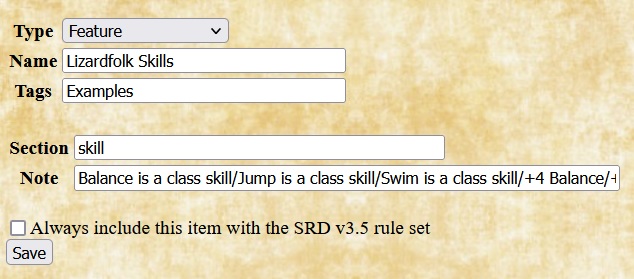 Type Feature
Name Lizardfolk Skills
Tags Examples
Section skill
Note Balance is a class skill/Jump is a class skill/Swim is a class skill/+4 Balance/+
Always include this item with the SRD v3.5 rule set
Save